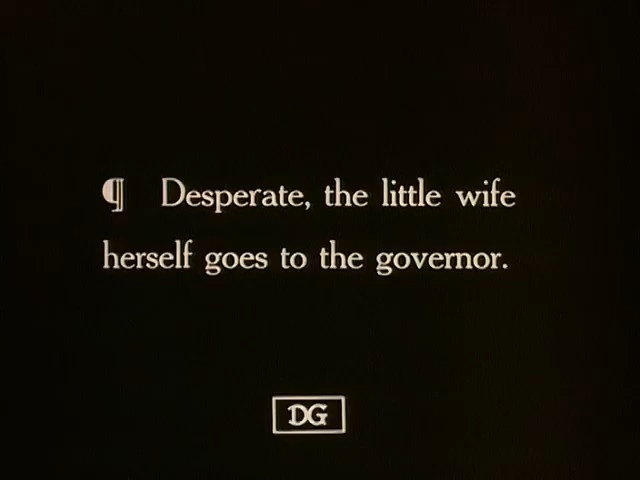 ¶ Desperate, the little wife
herself goes to the governor.
DG